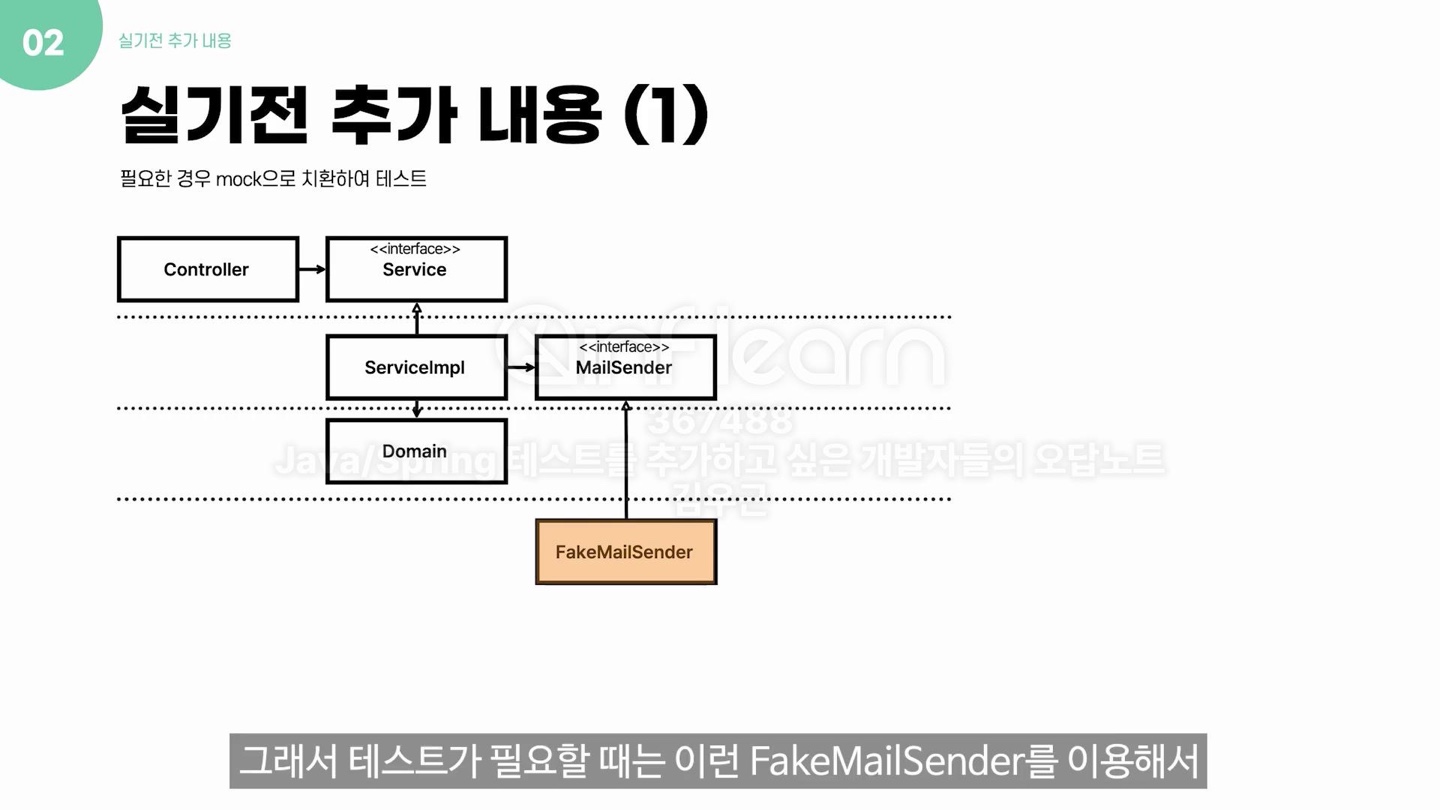 02
실기전 추가 내용
실기전 추가 내용 (1)
필요한 경우 mock으로 치환하여 테스트
Controller
<<interface>>
Service
ServiceImpl
<<interface>>
MailSender
inflearn
367488
Java/Spring 테스트를 추가하고 싶은 개발자들의 오답노트
김우근
Domain
FakeMailSender
그래서 테스트가 필요할 때는 이런 FakeMailSender를 이용해서